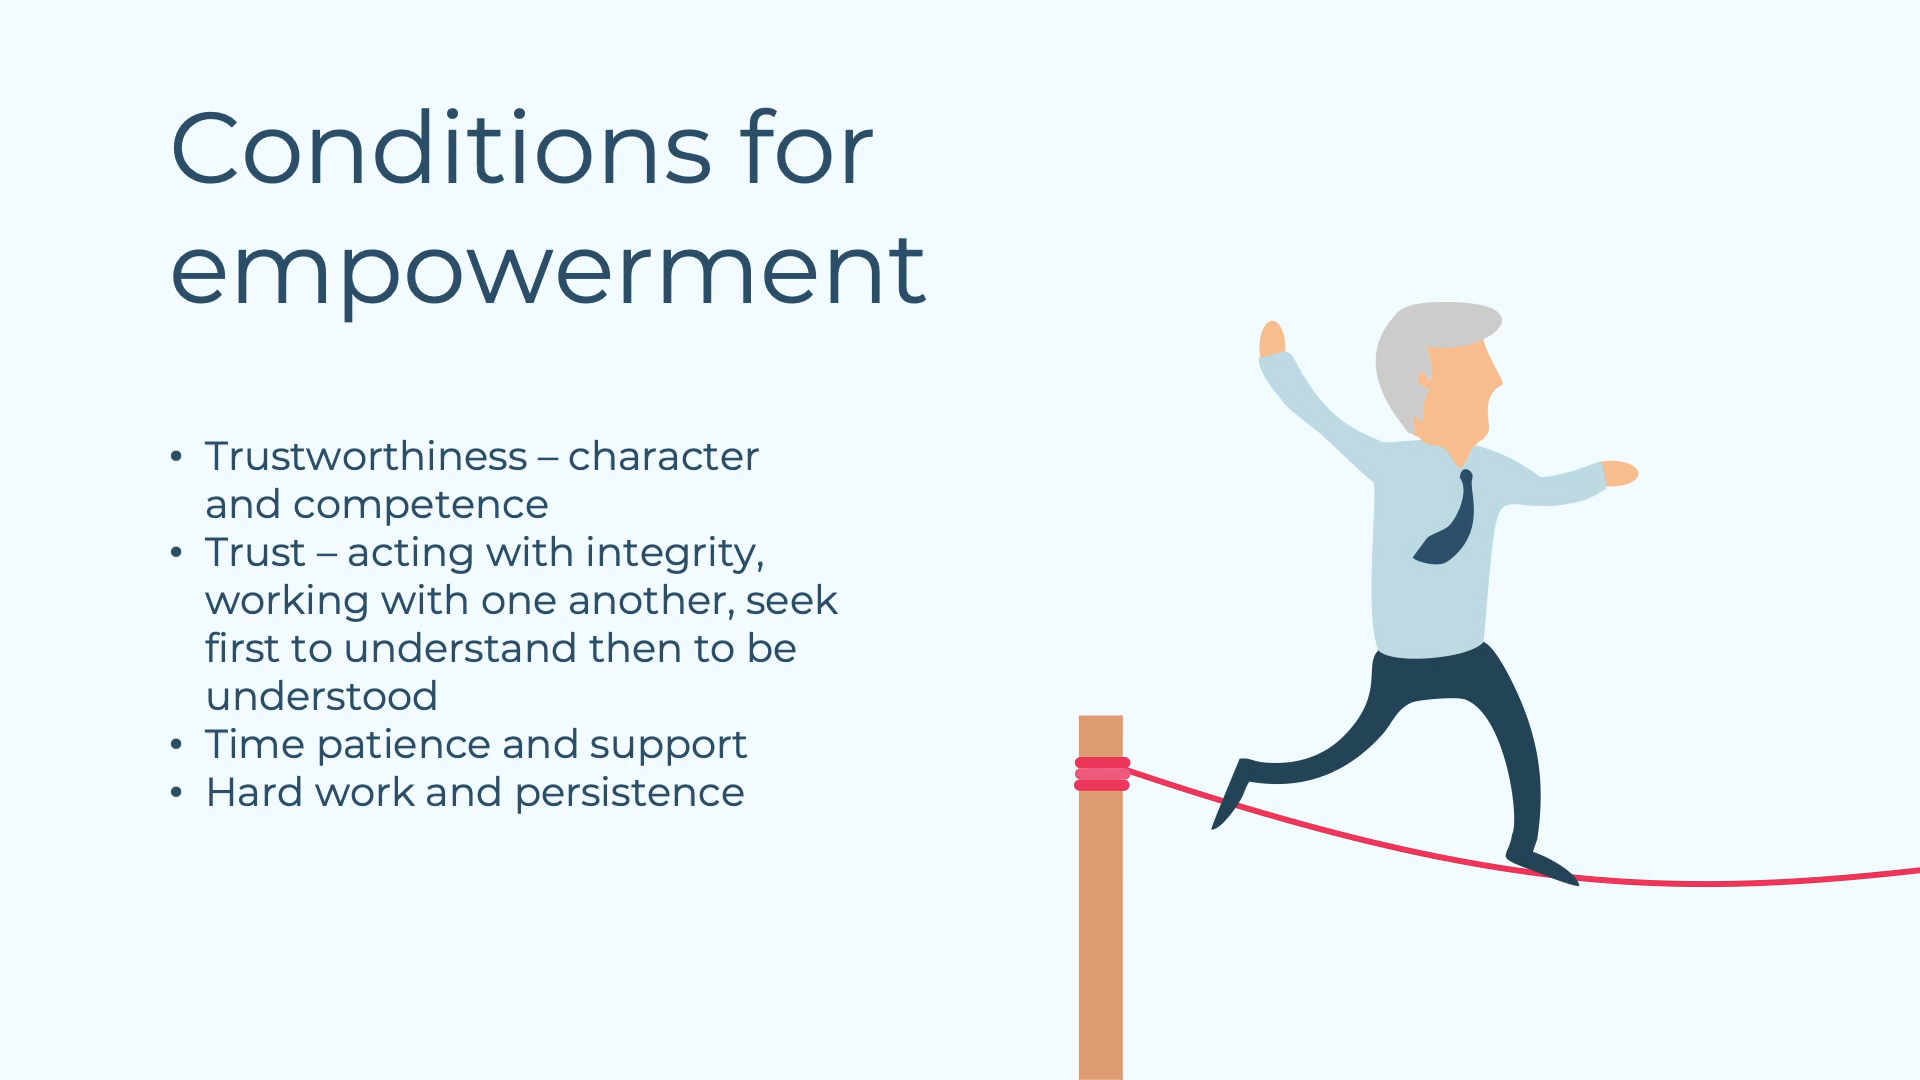 Conditions for
empowerment
• Trustworthiness – character
and competence
• Trust – acting with integrity,
working with one another, seek
first to understand then to be
understood
• Time patience and support
• Hard work and persistence